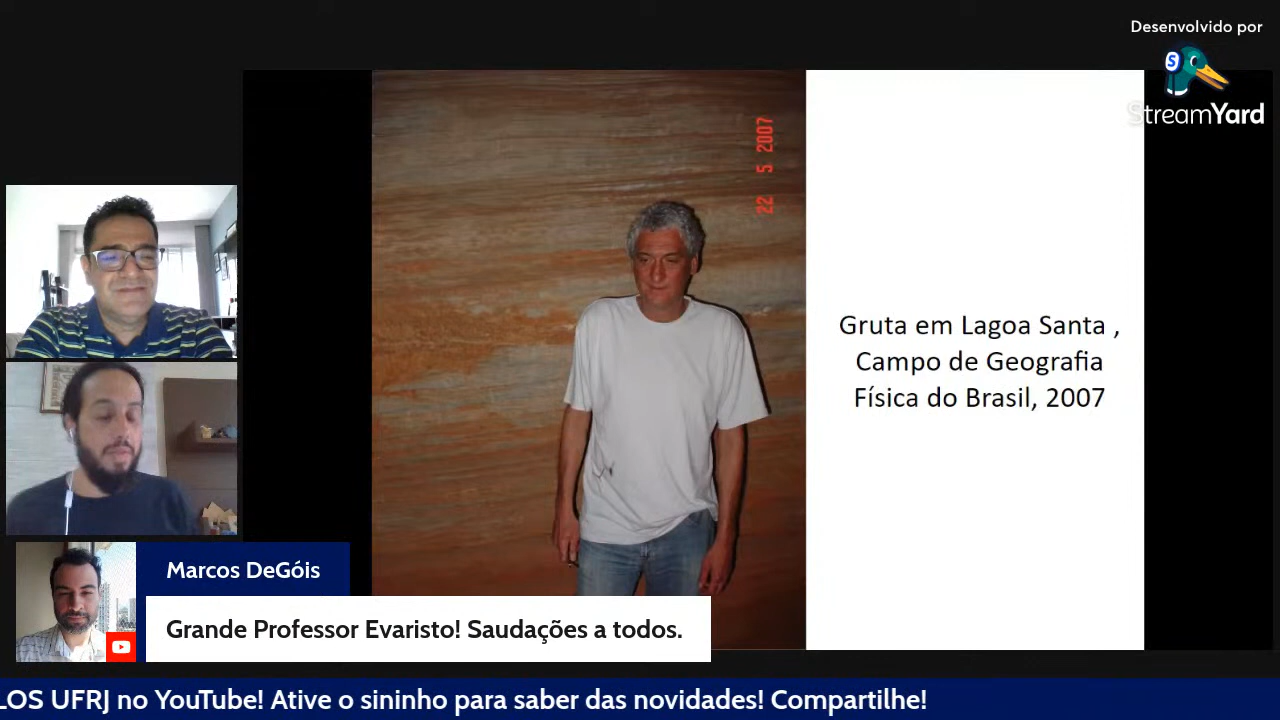 Desenvolvido por
StreamYard
22 5 2007
Gruta em Lagoa Santa ,
Campo de Geografia
Física do Brasil, 2007
Marcos DeGóis
Grande Professor Evaristo! Saudações a todos.
LOS UFRJ no YouTube! Ative o sininho para saber das novidades! Compartilhe!